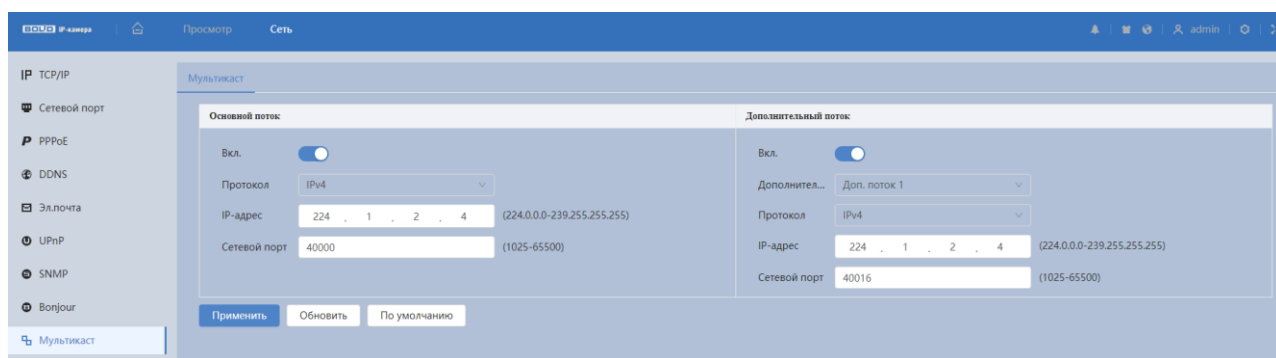 BOLID IP-камера Просмотр Сеть admin
IP TCP/IP
Сетевой порт
P PPPoE
DDNS
Эл.почта
UPnP
SNMP
Bonjour
Мультикаст
Мультикаст
Основной поток
Вкл.
Протокол IPv4
IP-адрес 224 . 1 . 2 . 4 (224.0.0.0-239.255.255.255)
Сетевой порт 40000 (1025-65500)
Дополнительный поток
Вкл.
Дополнител... Доп. поток 1
Протокол IPv4
IP-адрес 224 . 1 . 2 . 4 (224.0.0.0-239.255.255.255)
Сетевой порт 40016 (1025-65500)
Применить Обновить По умолчанию